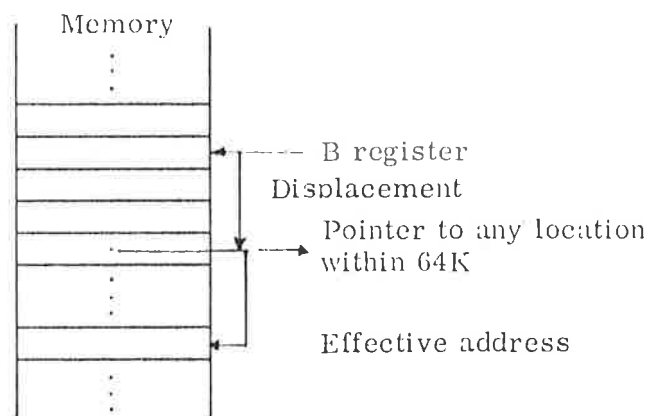 Memory
B register
Displacement
Pointer to any location
within 64K
Effective address